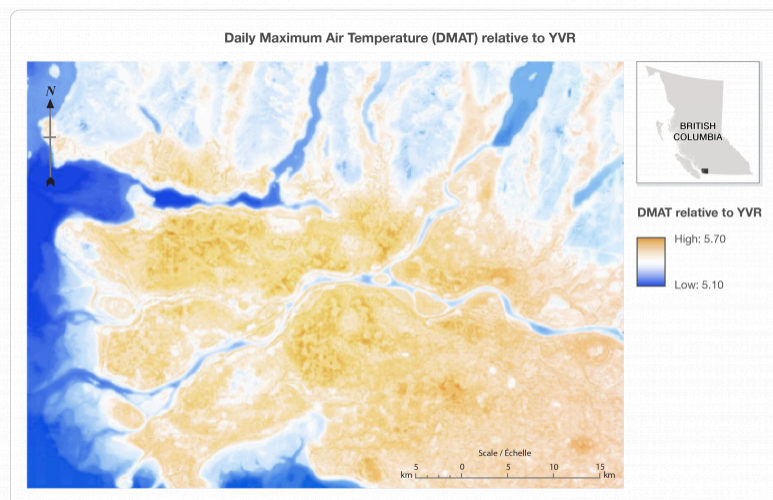 Daily Maximum Air Temperature (DMAT) relative to YVR
N
BRITISH
COLUMBIA
DMAT relative to YVR
High: 5.70
Low: 5.10
Scale / Échelle
5 0 5 10 15
km km